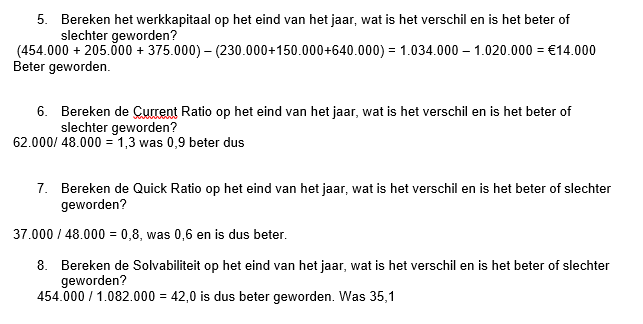 5. Bereken het werkkapitaal op het eind van het jaar, wat is het verschil en is het beter of
slechter geworden?
(454.000 + 205.000 + 375.000) – (230.000+150.000+640.000) = 1.034.000 – 1.020.000 = €14.000
Beter geworden.
6. Bereken de Current Ratio op het eind van het jaar, wat is het verschil en is het beter of
slechter geworden?
62.000/ 48.000 = 1,3 was 0,9 beter dus
7. Bereken de Quick Ratio op het eind van het jaar, wat is het verschil en is het beter of slechter
geworden?
37.000 / 48.000 = 0,8, was 0,6 en is dus beter.
8. Bereken de Solvabiliteit op het eind van het jaar, wat is het verschil en is het beter of slechter
geworden?
454.000 / 1.082.000 = 42,0 is dus beter geworden. Was 35,1